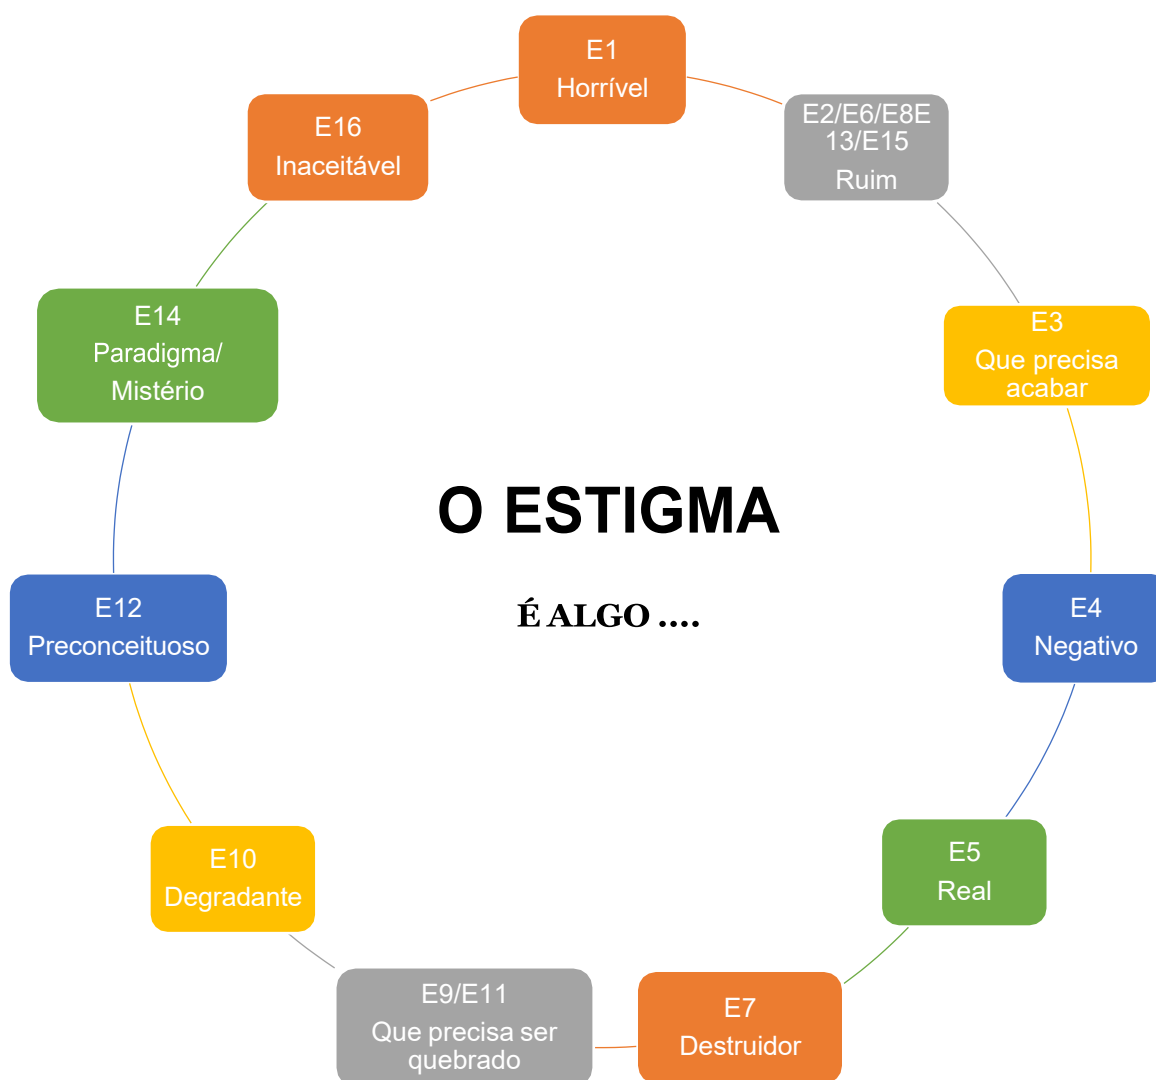 E1
Horrível
E2/E6/E8E
13/E15
Ruim
E3
Que precisa
acabar
E4
Negativo
E5
Real
E7
Destruidor
E9/E11
Que precisa ser
quebrado
E10
Degradante
E12
Preconceituoso
E14
Paradigma/
Mistério
E16
Inaceitável
O ESTIGMA
É ALGO ....